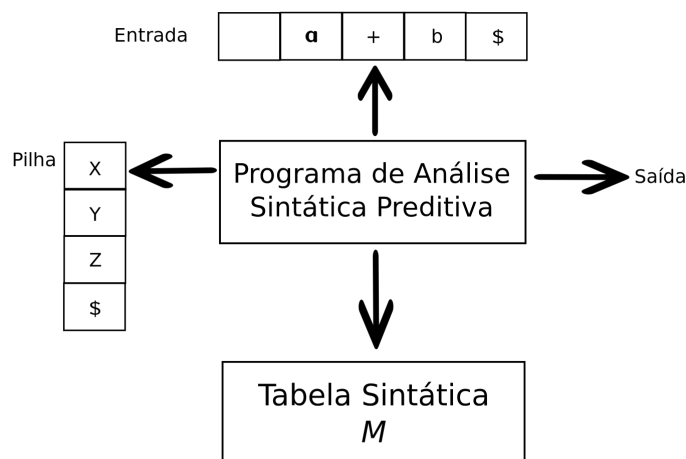 Entrada
a + b $
Pilha
X
Y
Z
$
Programa de Análise
Sintática Preditiva
Saída
Tabela Sintática
M